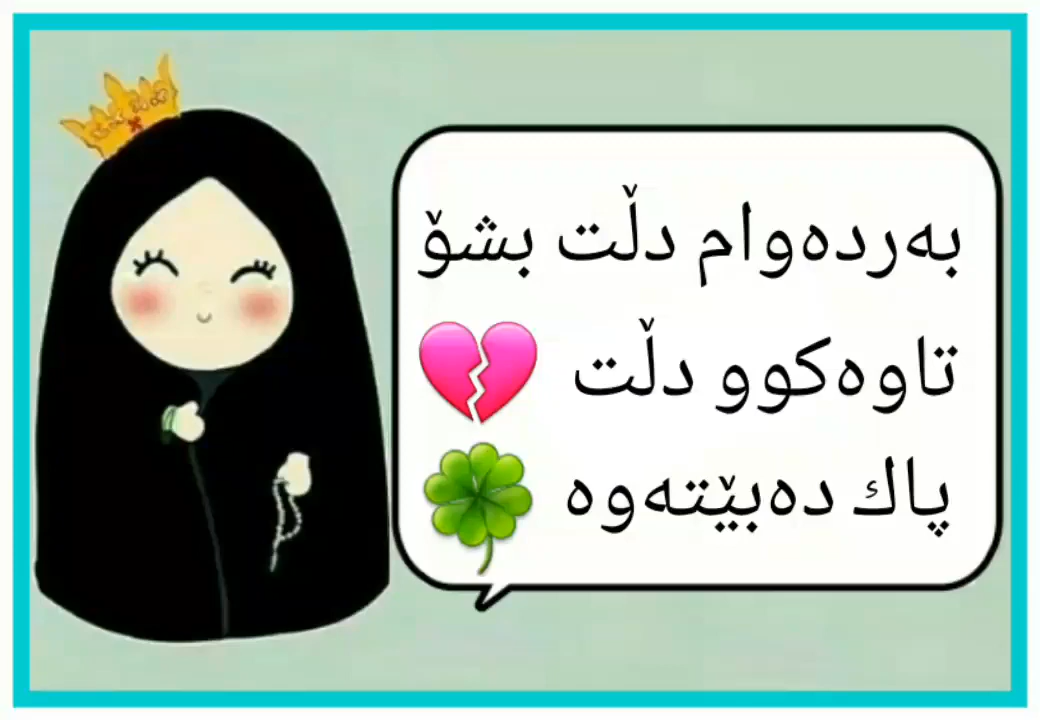 بەردەوام دڵت بشۆ
تاوەکوو دڵت 💔
پاك دەبێتەوە 🍀